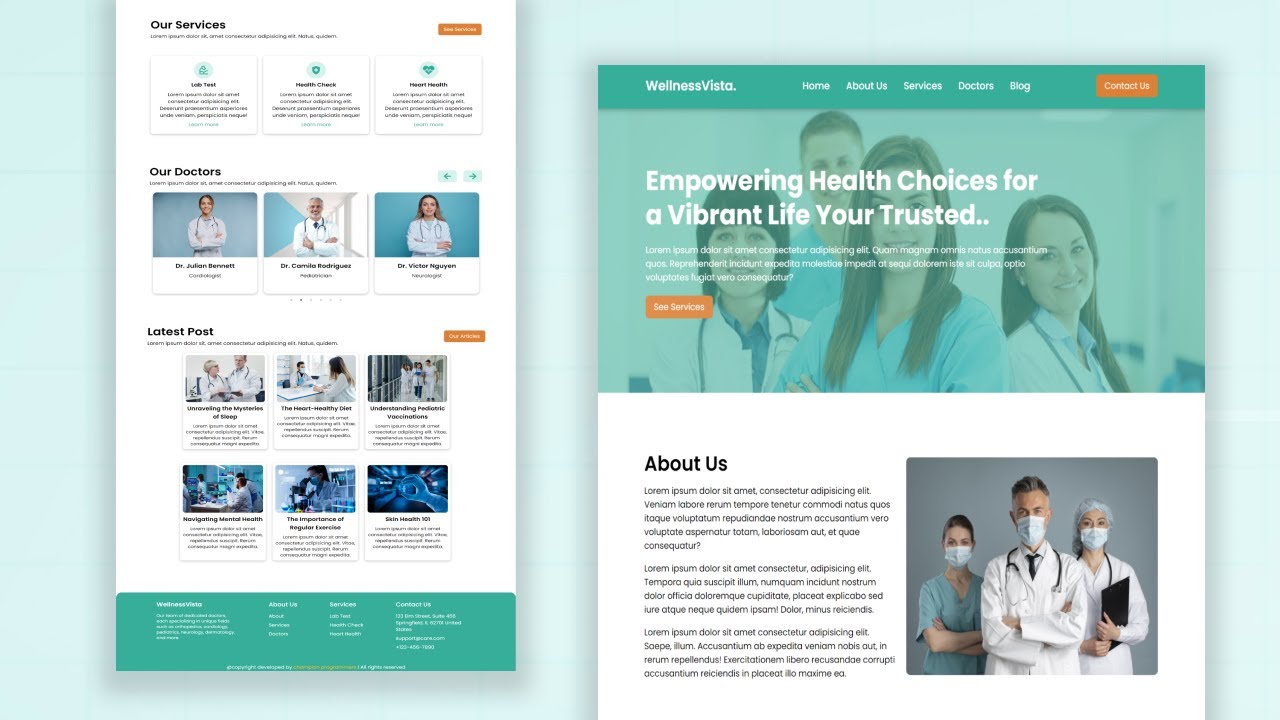 Our Services
Lorem ipsum dolor sit, amet consectetur adipisicing elit. Natus, quidem.
See Services
Lab Test
Lorem ipsum dolor sit amet
consectetur adipisicing elit.
Deserunt praesentium asperiores
unde veniam, perspiciatis neque!
Learn more
Health Check
Lorem ipsum dolor sit amet
consectetur adipisicing elit.
Deserunt praesentium asperiores
unde veniam, perspiciatis neque!
Learn more
Heart Health
Lorem ipsum dolor sit amet
consectetur adipisicing elit.
Deserunt praesentium asperiores
unde veniam, perspiciatis neque!
Learn more
Our Doctors
Lorem ipsum dolor sit, amet consectetur adipisicing elit. Natus, quidem.
Dr. Julian Bennett
Cardiologist
Dr. Camila Rodriguez
Pediatrician
Dr. Victor Nguyen
Neurologist
Latest Post
Lorem ipsum dolor sit, amet consectetur adipisicing elit. Natus, quidem.
Our Articles
Unraveling the Mysteries
of Sleep
Lorem ipsum dolor sit amet
consectetur adipisicing elit. Vitae,
repellendus suscipit. Rerum
consequatur magni expedita.
The Heart-Healthy Diet
Lorem ipsum dolor sit amet
consectetur adipisicing elit. Vitae,
repellendus suscipit. Rerum
consequatur magni expedita.
Understanding Pediatric
Vaccinations
Lorem ipsum dolor sit amet
consectetur adipisicing elit. Vitae,
repellendus suscipit. Rerum
consequatur magni expedita.
Navigating Mental Health
Lorem ipsum dolor sit amet
consectetur adipisicing elit. Vitae,
repellendus suscipit. Rerum
consequatur magni expedita.
The Importance of
Regular Exercise
Lorem ipsum dolor sit amet
consectetur adipisicing elit. Vitae,
repellendus suscipit. Rerum
consequatur magni expedita.
Skin Health 101
Lorem ipsum dolor sit amet
consectetur adipisicing elit. Vitae,
repellendus suscipit. Rerum
consequatur magni expedita.
WellnessVista
Our team of dedicated doctors,
each specializing in unique fields
such as orthopedics, cardiology,
pediatrics, neurology, dermatology,
and more
About Us
About
Services
Doctors
Services
Lab Test
Health Check
Heart Health
Contact Us
123 Elm Street, Suite 456
Springfield, IL 62701 United
States
support@care.com
+123-456-7890
@copyright developed by champion programmers | All rights reserved
WellnessVista.
Home About Us Services Doctors Blog
Contact Us
Empowering Health Choices for
a Vibrant Life Your Trusted..
Lorem ipsum dolor sit amet consectetur adipisicing elit. Quam magnam omnis natus accusantium
quos. Reprehenderit incidunt expedita molestiae impedit at sequi dolorem iste sit culpa, optio
voluptates fugiat vero consequatur?
See Services
About Us
Lorem ipsum dolor sit amet, consectetur adipisicing elit.
Veniam labore rerum tempore tenetur commodi natus quos
itaque voluptatum repudiandae nostrum accusantium vero
voluptate aspernatur totam, laboriosam aut, et quae
consequatur?
Lorem ipsum dolor sit amet, consectetur adipisicing elit.
Tempora quia suscipit illum, numquam incidunt nostrum
dolor officia doloremque cupiditate placeat in molestiae sed
iste atque neque rem ipsum! Dolor, minus omnis.
Lorem ipsum dolor sit amet consectetur adipisicing elit.
Saepe, illum. Accusantium ab expedita veniam nobis aut, in
rerum repellendus! Exercitationem libero recusandae corrupti
accusantium reiciendis in placeat illo maxime ea.